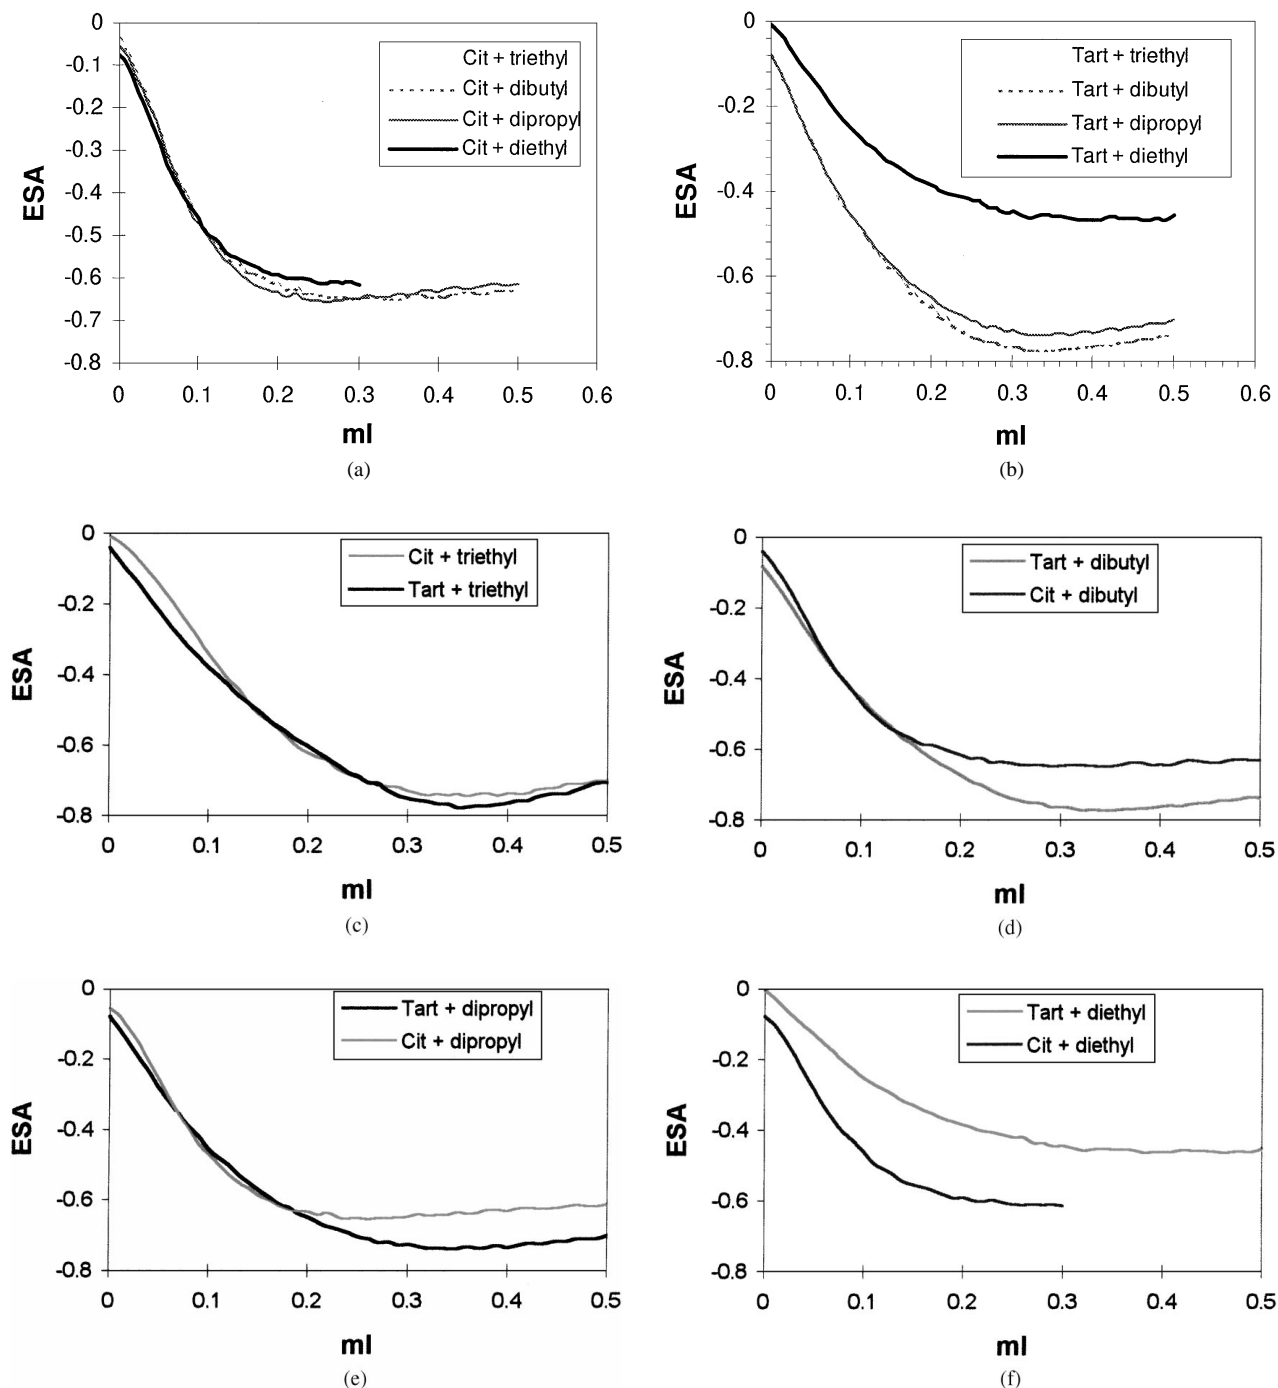 0
-0.1
-0.2
-0.3
-0.4
-0.5
-0.6
-0.7
-0.8
ESA
Cit + triethyl
Cit + dibutyl
Cit + dipropyl
Cit + diethyl
0 0.1 0.2 0.3 0.4 0.5 0.6
ml
(a)
0
-0.2
-0.4
-0.6
-0.8
ESA
Tart + triethyl
Tart + dibutyl
Tart + dipropyl
Tart + diethyl
0 0.1 0.2 0.3 0.4 0.5 0.6
ml
(b)
0
-0.2
-0.4
-0.6
-0.8
ESA
Cit + triethyl
Tart + triethyl
0 0.1 0.2 0.3 0.4 0.5
ml
(c)
0
-0.2
-0.4
-0.6
-0.8
ESA
Tart + dibutyl
Cit + dibutyl
0 0.1 0.2 0.3 0.4 0.5
ml
(d)
0
-0.2
-0.4
-0.6
-0.8
ESA
Tart + dipropyl
Cit + dipropyl
0 0.1 0.2 0.3 0.4 0.5
ml
(e)
0
-0.2
-0.4
-0.6
-0.8
ESA
Tart + diethyl
Cit + diethyl
0 0.1 0.2 0.3 0.4 0.5
ml
(f)